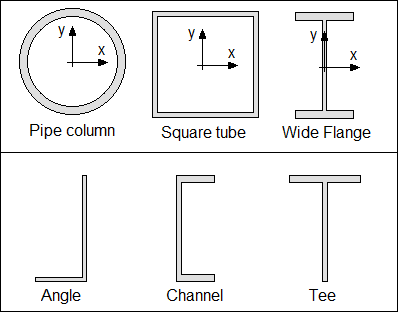 y
x
y
x
y
x
Pipe column
Square tube
Wide Flange
Angle
Channel
Tee